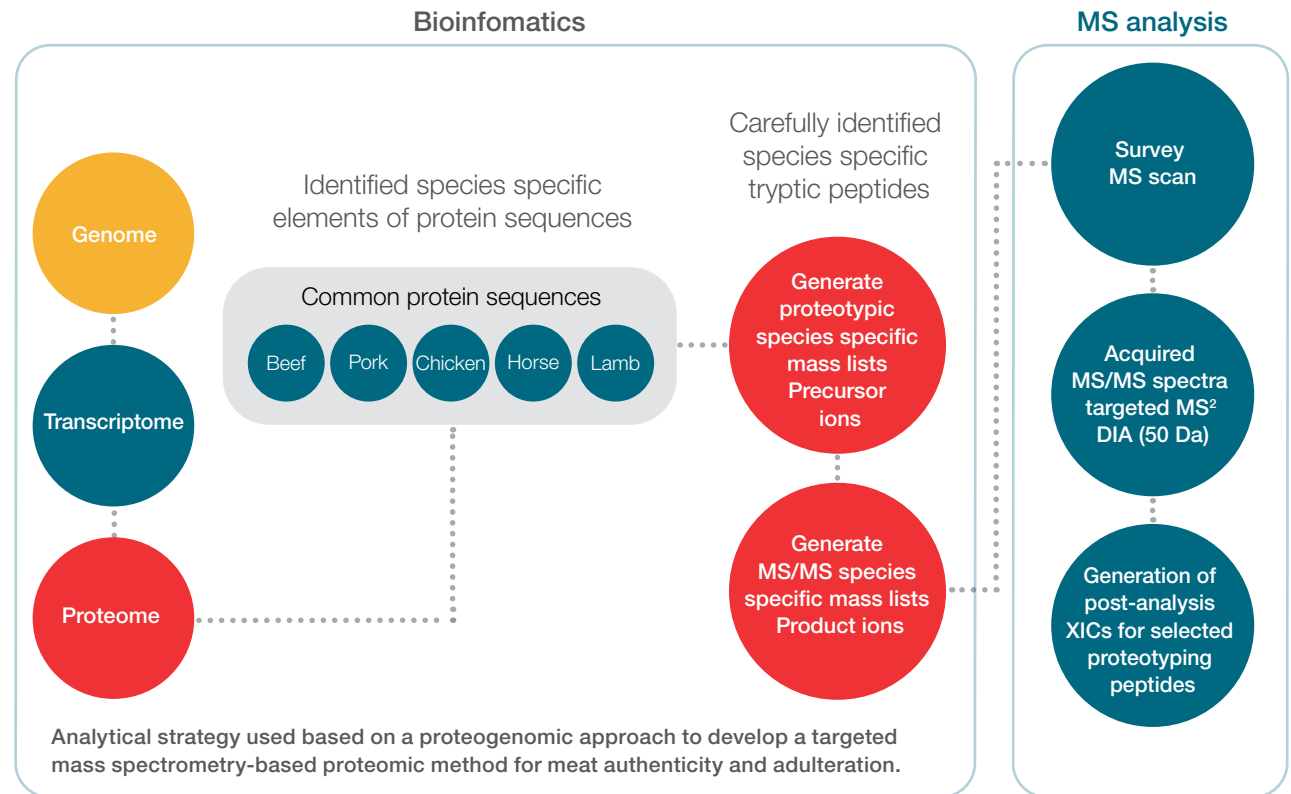 Bioinfomatics
Genome
Transcriptome
Proteome
Identified species specific
elements of protein sequences
Common protein sequences
Beef
Pork
Chicken
Horse
Lamb
Carefully identified
species specific
tryptic peptides
Generate
proteotypic
species specific
mass lists
Precursor
ions
Generate
MS/MS species
specific mass lists
Product ions
Analytical strategy used based on a proteogenomic approach to develop a targeted
mass spectrometry-based proteomic method for meat authenticity and adulteration.
MS analysis
Survey
MS scan
Acquired
MS/MS spectra
targeted MS²
DIA (50 Da)
Generation of
post-analysis
XICs for selected
proteotyping
peptides